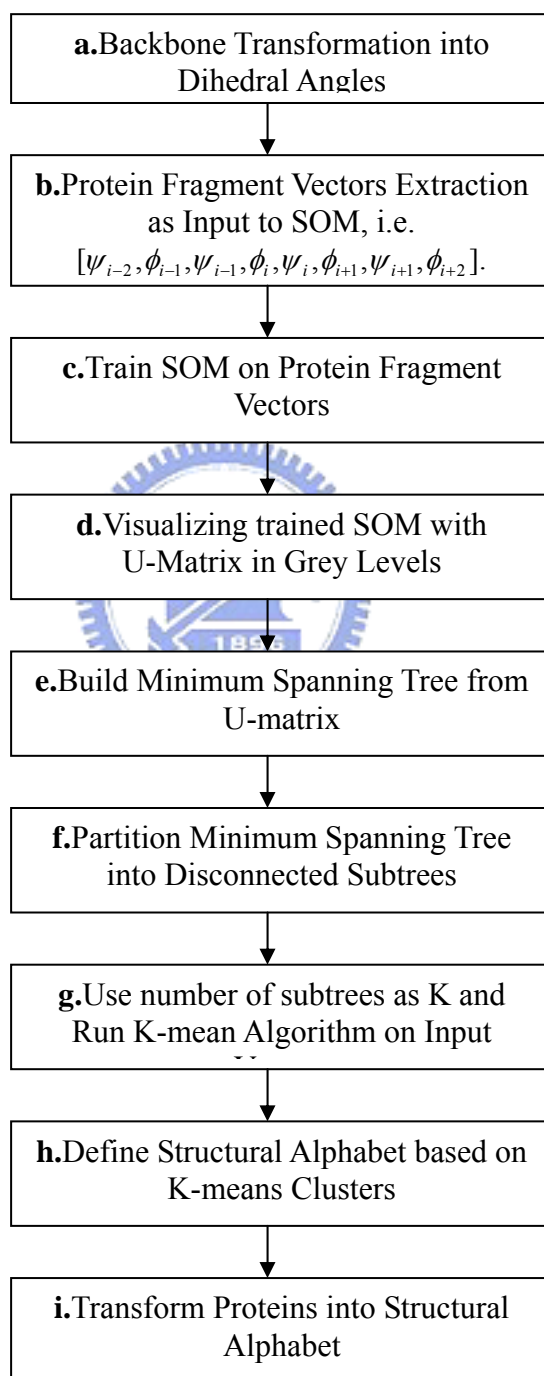 a.Backbone Transformation into
Dihedral Angles
b.Protein Fragment Vectors Extraction
as Input to SOM, i.e.
[ψ_{i-2}, ϕ_{i-1}, ψ_{i-1}, ϕ_i, ψ_i, ϕ_{i+1}, ψ_{i+1}, ϕ_{i+2}].
c.Train SOM on Protein Fragment
Vectors
d.Visualizing trained SOM with
U-Matrix in Grey Levels
1896
e.Build Minimum Spanning Tree from
U-matrix
f.Partition Minimum Spanning Tree
into Disconnected Subtrees
g.Use number of subtrees as K and
Run K-mean Algorithm on Input
h.Define Structural Alphabet based on
K-means Clusters
i.Transform Proteins into Structural
Alphabet